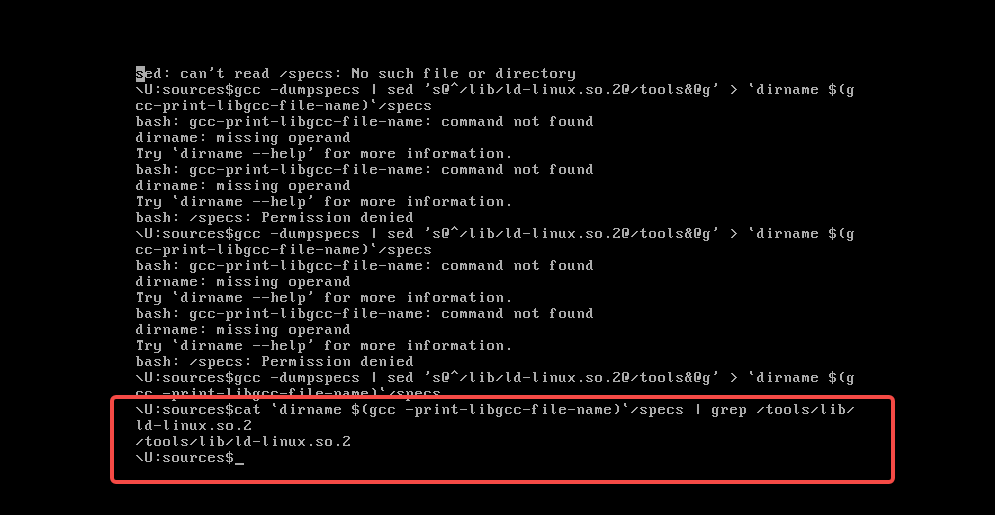 sed: can't read /specs: No such file or directory
\U:sources$gcc -dumpspecs | sed 's@^/lib/ld-linux.so.2@/tools&@g' > `dirname $(g
cc-print-libgcc-file-name)`/specs
bash: gcc-print-libgcc-file-name: command not found
dirname: missing operand
Try `dirname --help' for more information.
bash: gcc-print-libgcc-file-name: command not found
dirname: missing operand
Try `dirname --help' for more information.
bash: /specs: Permission denied
\U:sources$gcc -dumpspecs | sed 's@^/lib/ld-linux.so.2@/tools&@g' > `dirname $(g
cc-print-libgcc-file-name)`/specs
bash: gcc-print-libgcc-file-name: command not found
dirname: missing operand
Try `dirname --help' for more information.
bash: gcc-print-libgcc-file-name: command not found
dirname: missing operand
Try `dirname --help' for more information.
bash: /specs: Permission denied
\U:sources$gcc -dumpspecs | sed 's@^/lib/ld-linux.so.2@/tools&@g' > `dirname $(g
cc -print-libgcc-file-name)`/specs
\U:sources$cat `dirname $(gcc -print-libgcc-file-name)`/specs | grep /tools/lib/
ld-linux.so.2
/tools/lib/ld-linux.so.2
\U:sources$_